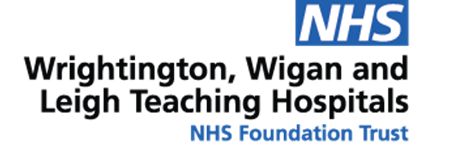 NHS
Wrightington, Wigan and
Leigh Teaching Hospitals
NHS Foundation Trust